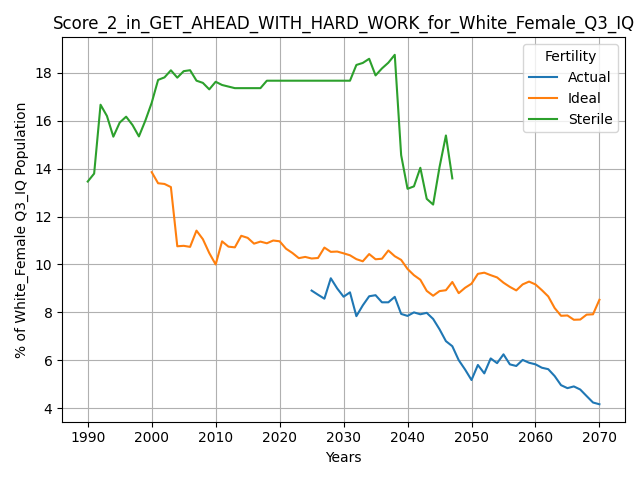 Score_2_in_GET_AHEAD_WITH_HARD_WORK_for_White_Female_Q3_IQ
% of White_Female Q3_IQ Population
18
16
14
12
10
8
6
4
Fertility
Actual
Ideal
Sterile
1990 2000 2010 2020 2030 2040 2050 2060 2070
Years